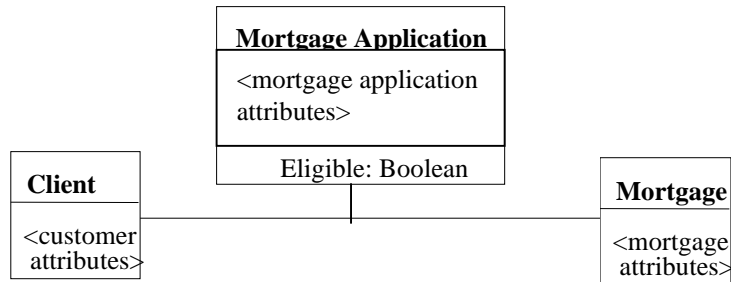 Mortgage Application
<mortgage application
attributes>
Eligible: Boolean
Client
<customer
attributes>
Mortgage
<mortgage
attributes>